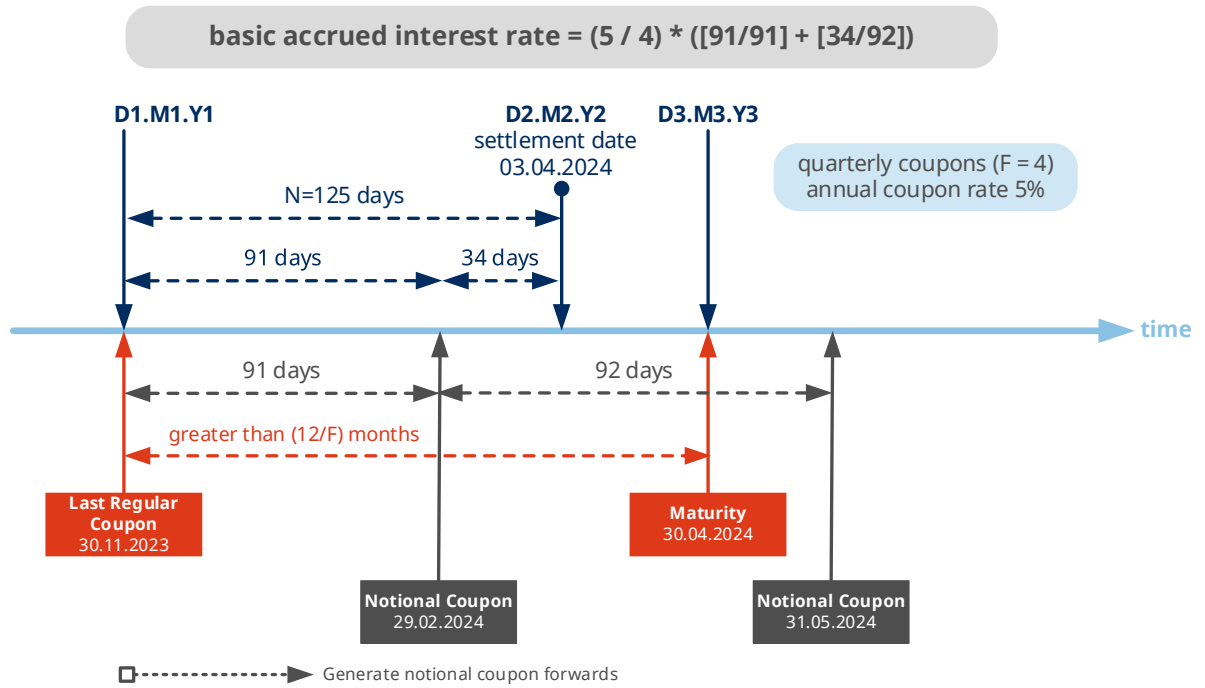 basic accrued interest rate = (5 / 4) * ([91/91] + [34/92])
D1.M1.Y1
D2.M2.Y2
D3.M3.Y3
settlement date
03.04.2024
quarterly coupons (F = 4)
annual coupon rate 5%
N=125 days
91 days
34 days
time
91 days
92 days
greater than (12/F) months
Last Regular
Coupon
30.11.2023
Maturity
30.04.2024
Notional Coupon
29.02.2024
Notional Coupon
31.05.2024
Generate notional coupon forwards